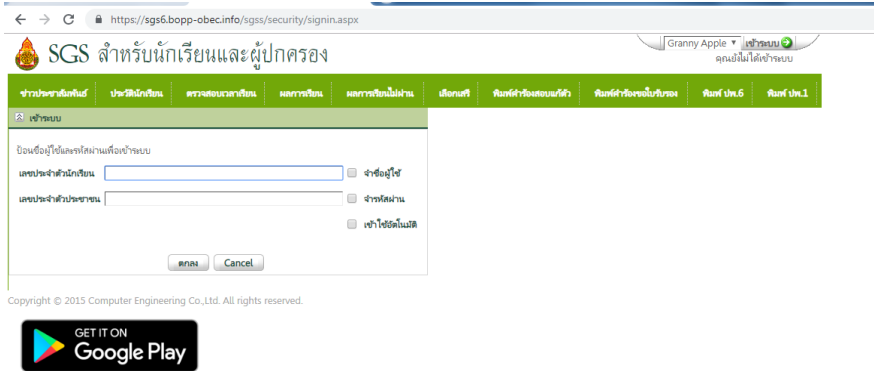 https://sgs6.bopp-obec.info/sgss/security/signin.aspx
SGS สำหรับนักเรียนและผู้ปกครอง
Granny Apple เข้าระบบ
คุณยังไม่ได้เข้าระบบ
ข่าวประชาสัมพันธ์ ประวัตินักเรียน ตรวจสอบเวลาเรียน ผลการเรียน ผลการเรียนไม่ผ่าน เลือกเสรี พิมพ์คำร้องสอบแก้ตัว พิมพ์คำร้องขอใบรับรอง พิมพ์ ปพ.6 พิมพ์ ปพ.1
เข้าระบบ
ป้อนชื่อผู้ใช้และรหัสผ่านเพื่อเข้าระบบ
เลขประจำตัวนักเรียน จำชื่อผู้ใช้
เลขประจำตัวประชาชน จำรหัสผ่าน
เข้าใช้อัตโนมัติ
ตกลง Cancel
Copyright © 2015 Computer Engineering Co.,Ltd. All rights reserved.
GET IT ON
Google Play